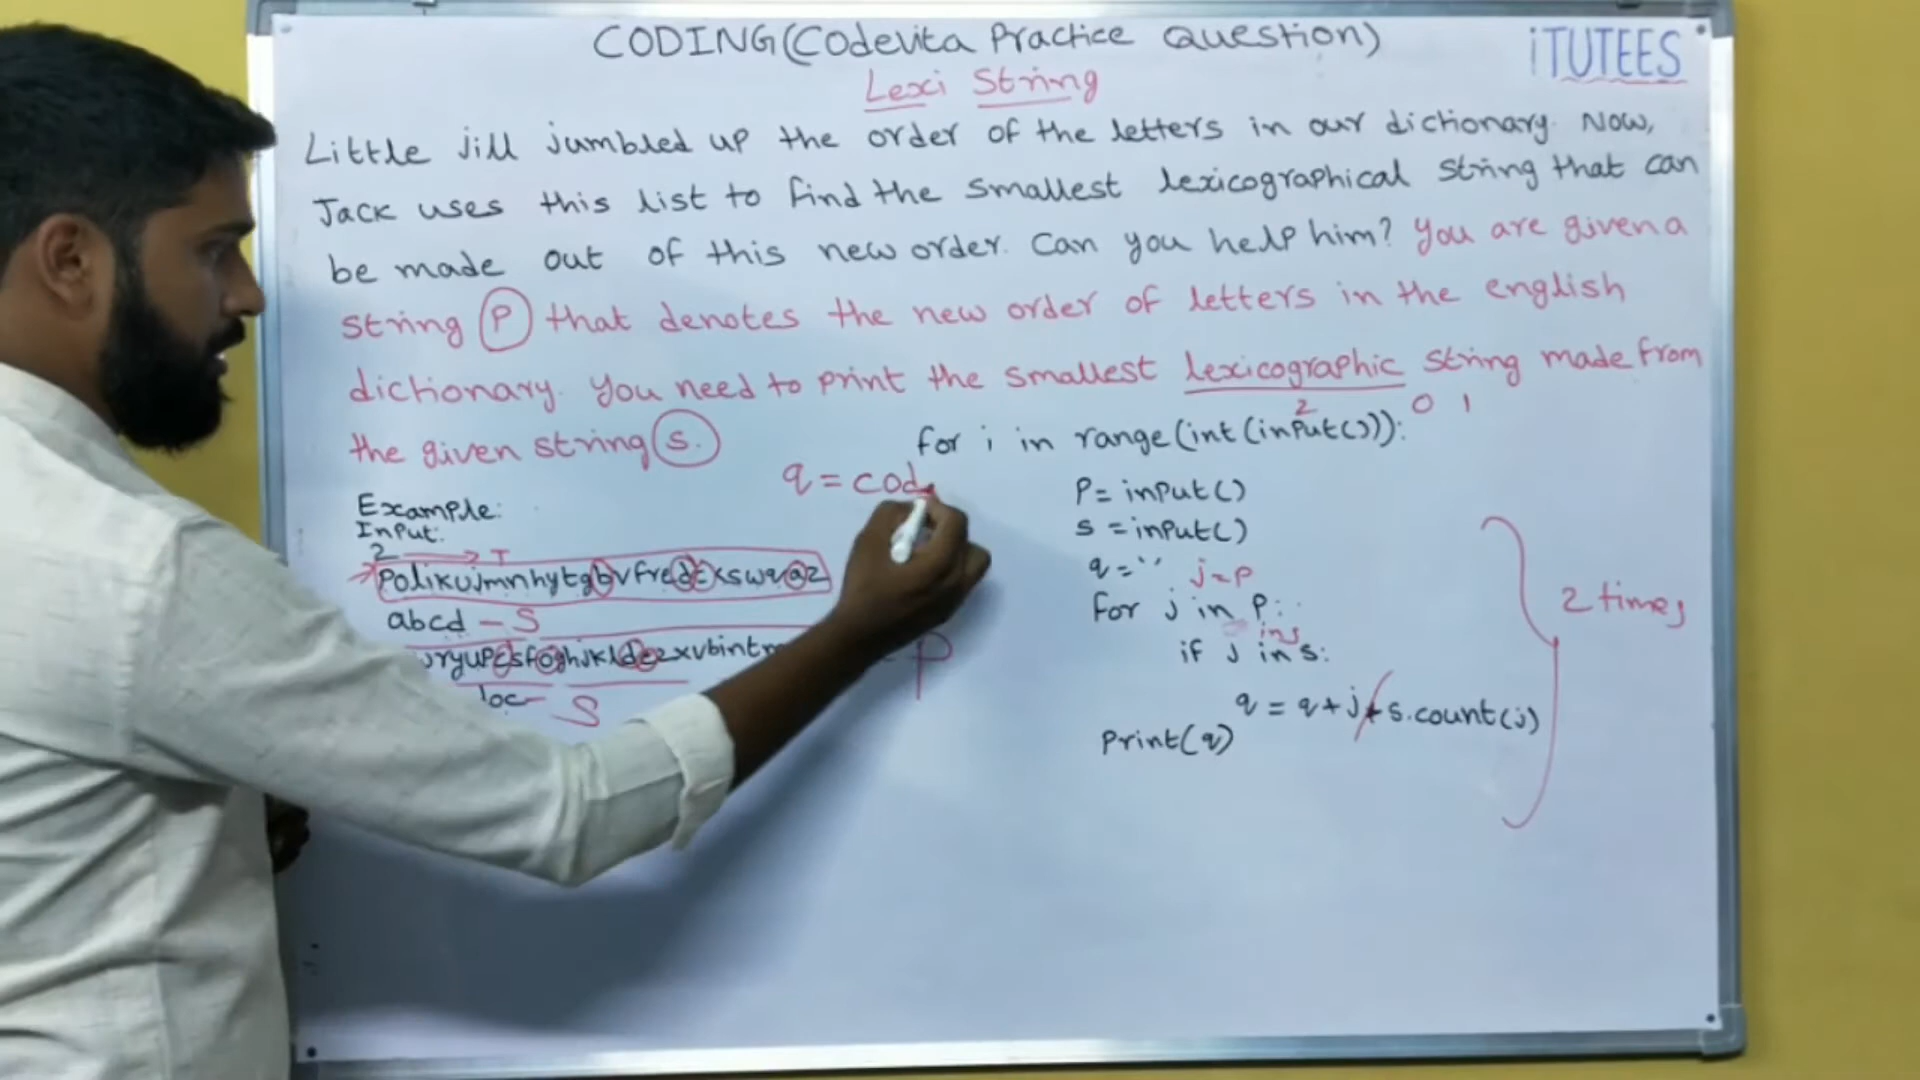 CODING(Codevita Practice Question)
iTUTEES
Lexi String
Little jill jumbled up the order of the letters in our dictionary. Now,
Jack uses this list to find the smallest lexicographical string that can
be made out of this new order. Can you help him? You are given a
string P that denotes the new order of letters in the english
dictionary. You need to print the smallest lexicographic string made from
the given string S.
2 0 1
for i in range(int(input())):
q = cod
P= input()
s = input()
q = ''
j=P
for j in P:
ins
if j in s:
q = q+j+s.count(j)
Print(q)
2 times
Example:
Input:
2 → T
abcd - S
P
S